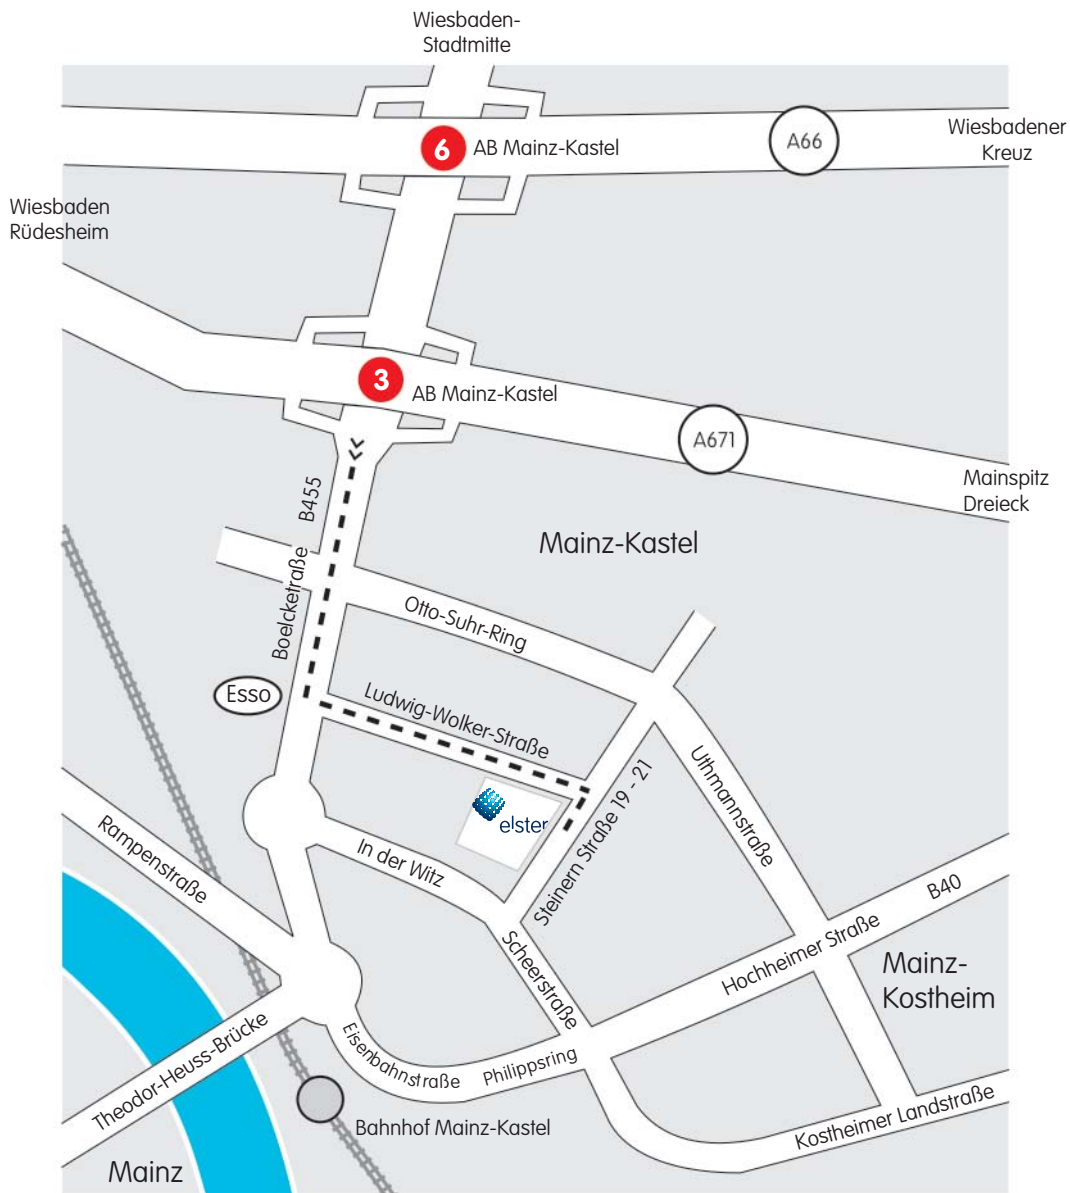 Wiesbaden-
Stadtmitte
6
AB Mainz-Kastel
A66
Wiesbadener
Kreuz
Wiesbaden
Rüdesheim
3
AB Mainz-Kastel
A671
Mainspitz
Dreieck
B455
Mainz-Kastel
Boelcketraße
Otto-Suhr-Ring
Esso
Ludwig-Wolker-Straße
elster
Steinern Straße 19 - 21
Uthmannstraße
Rampenstraße
In der Witz
B40
Hochheimer Straße
Scheerstraße
Mainz-
Kostheim
Theodor-Heuss-Brücke
Eisenbahnstraße
Philippsring
Bahnhof Mainz-Kastel
Kostheimer Landstraße
Mainz